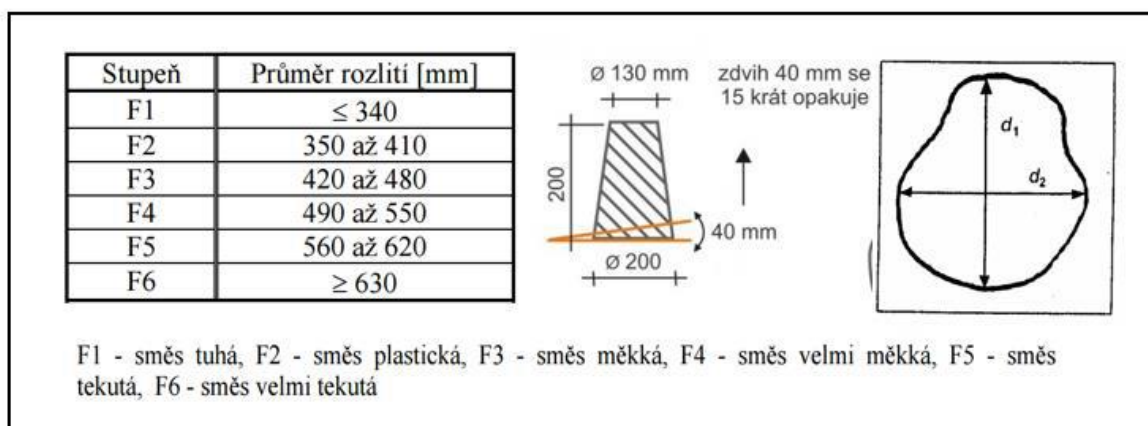 Stupeň Průměr rozlití [mm]
F1 ≤ 340
F2 350 až 410
F3 420 až 480
F4 490 až 550
F5 560 až 620
F6 ≥ 630
Ø 130 mm
200
40 mm
Ø 200
zdvih 40 mm se
15 krát opakuje
d1
d2
F1 - směs tuhá, F2 - směs plastická, F3 - směs měkká, F4 - směs velmi měkká, F5 - směs
tekutá, F6 - směs velmi tekutá